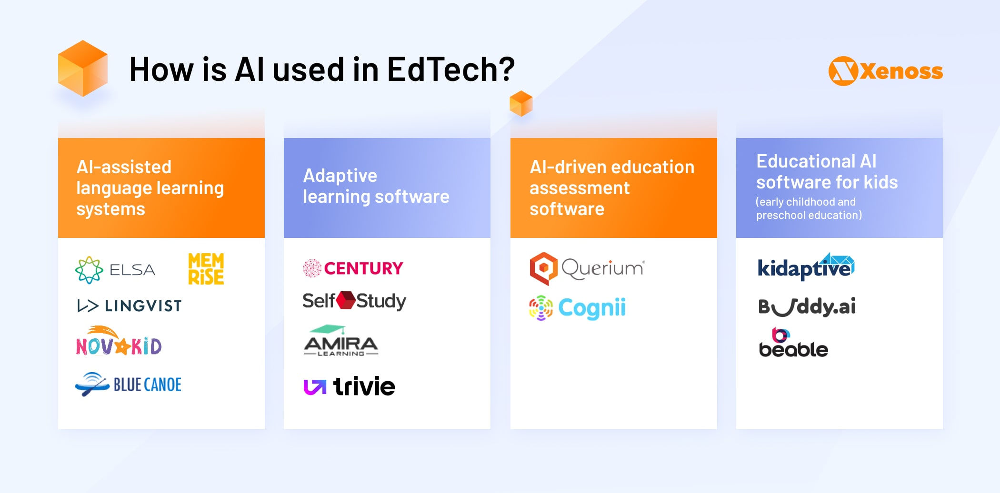 How is AI used in EdTech?
Xenoss
AI-assisted
language learning
systems
ELSA
MEM
RiSE
LINGVIST
NOVAKiD
BLUE CANOE
Adaptive
learning software
CENTURY
Self Study
AMIRA
LEARNING
trivie
AI-driven education
assessment
software
Querium®
Cognii
Educational AI
software for kids
(early childhood and
preschool education)
kidaptive
Buddy.ai
b
beable